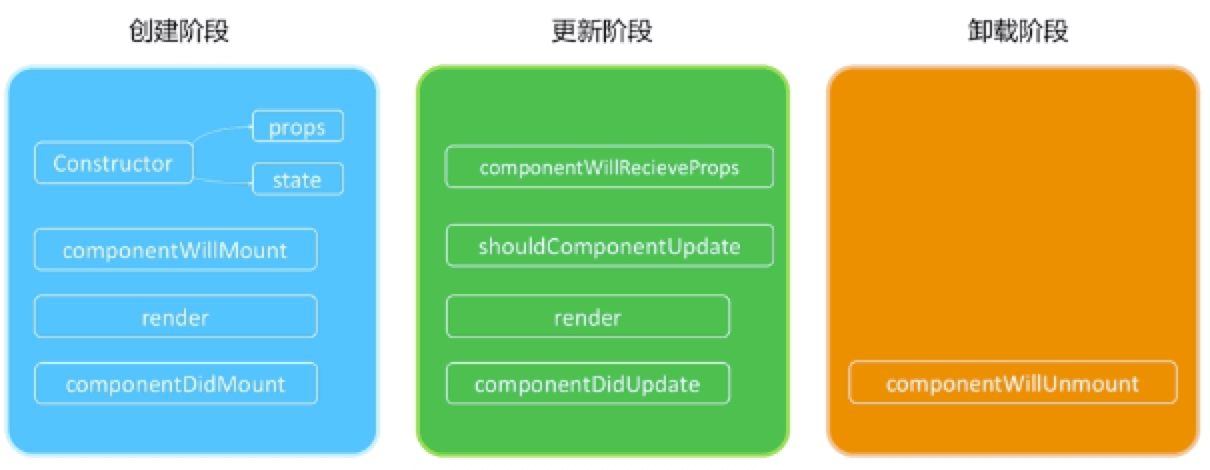 创建阶段
更新阶段
卸载阶段
Constructor
props
state
componentWillMount
render
componentDidMount
componentWillRecieveProps
shouldComponentUpdate
render
componentDidUpdate
componentWillUnmount